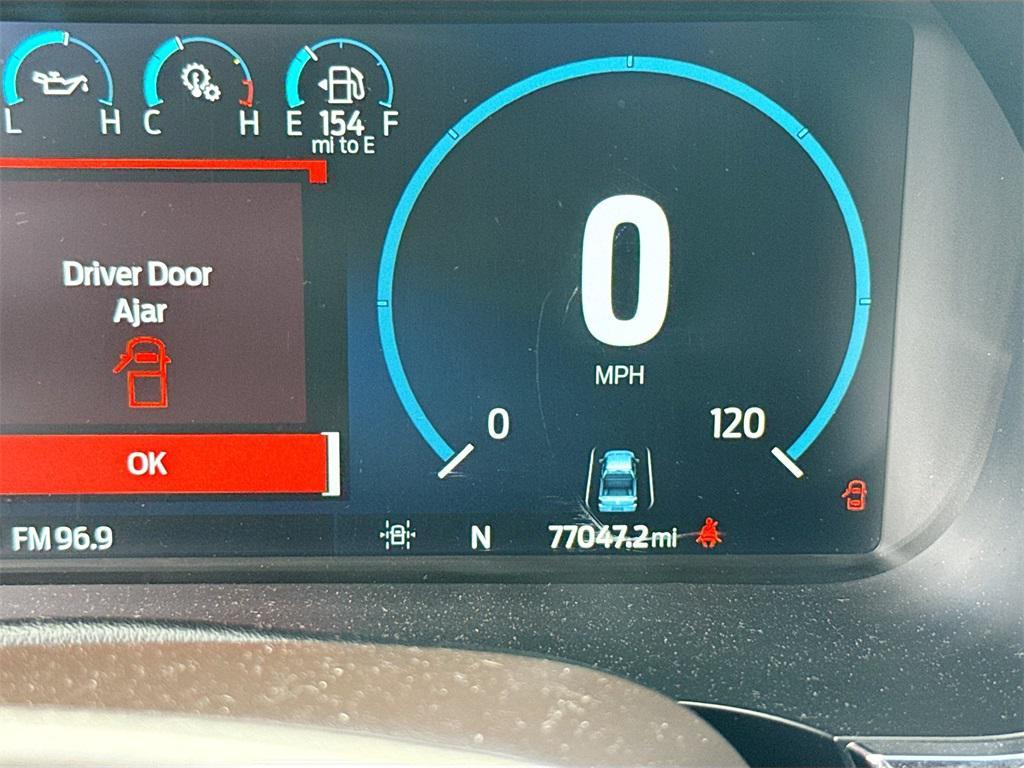 L H C H E 154 F
mi to E
Driver Door
Ajar
OK
0
MPH
0 120
FM 96.9 N 77047.2 mi